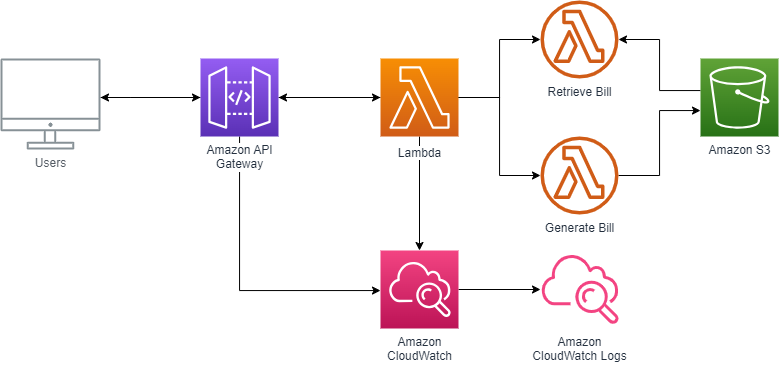 Retrieve Bill
Users
Amazon API
Gateway
Lambda
Amazon S3
Generate Bill
Amazon
CloudWatch
Amazon
CloudWatch Logs